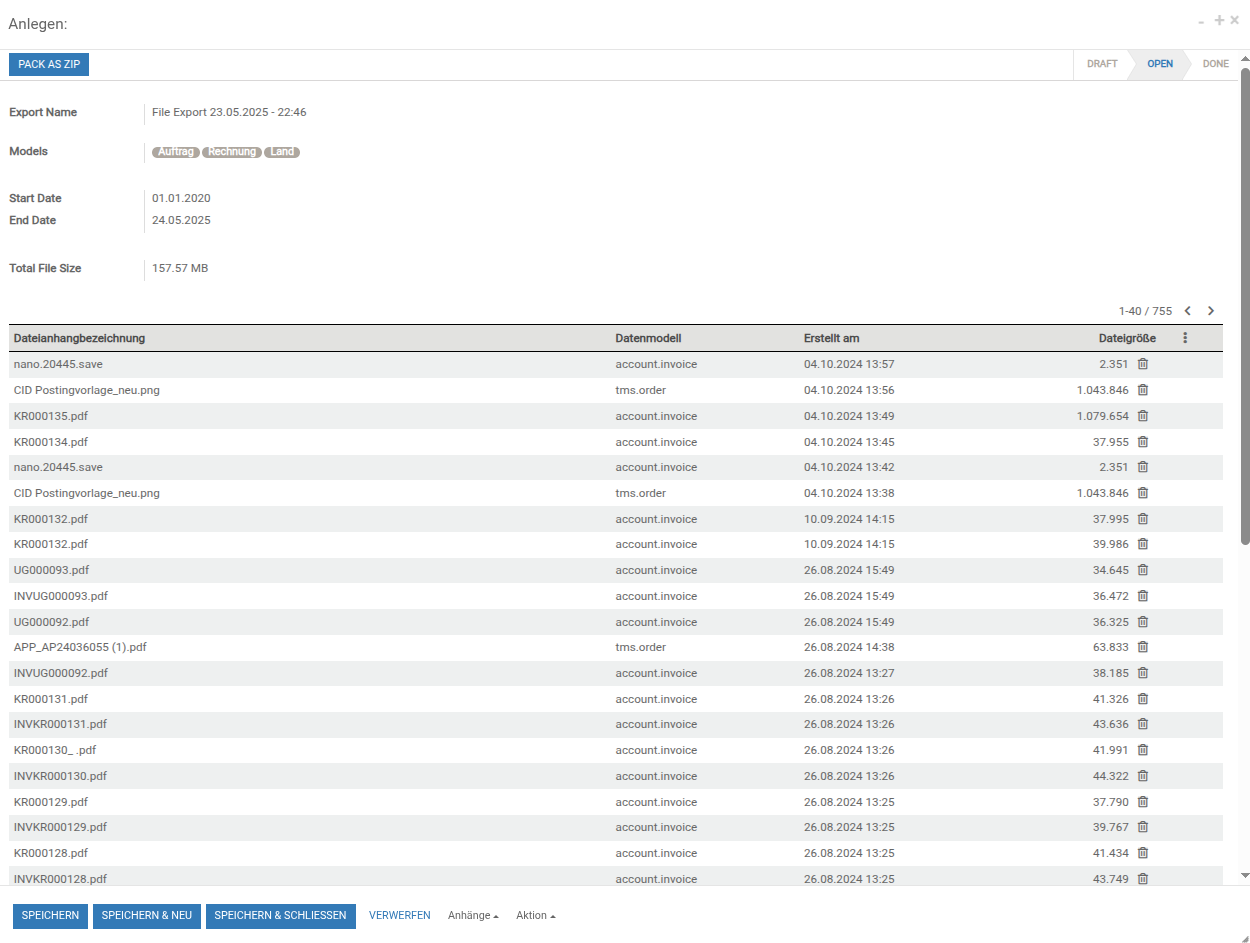 Anlegen:
PACK AS ZIP DRAFT OPEN DONE
Export Name File Export 23.05.2025 - 22:46
Models Auftrag Rechnung Land
Start Date 01.01.2020
End Date 24.05.2025
Total File Size 157.57 MB
1-40 / 755
Dateianhangbezeichnung Datenmodell Erstellt am Dateigröße
nano.20445.save account.invoice 04.10.2024 13:57 2.351
CID Postingvorlage_neu.png tms.order 04.10.2024 13:56 1.043.846
KR000135.pdf account.invoice 04.10.2024 13:49 1.079.654
KR000134.pdf account.invoice 04.10.2024 13:45 37.955
nano.20445.save account.invoice 04.10.2024 13:42 2.351
CID Postingvorlage_neu.png tms.order 04.10.2024 13:38 1.043.846
KR000132.pdf account.invoice 10.09.2024 14:15 37.995
KR000132.pdf account.invoice 10.09.2024 14:15 39.986
UG000093.pdf account.invoice 26.08.2024 15:49 34.645
INVUG000093.pdf account.invoice 26.08.2024 15:49 36.472
UG000092.pdf account.invoice 26.08.2024 15:49 36.325
APP_AP24036055 (1).pdf tms.order 26.08.2024 14:38 63.833
INVUG000092.pdf account.invoice 26.08.2024 13:27 38.185
KR000131.pdf account.invoice 26.08.2024 13:26 41.326
INVKR000131.pdf account.invoice 26.08.2024 13:26 43.636
KR000130_ .pdf account.invoice 26.08.2024 13:26 41.991
INVKR000130.pdf account.invoice 26.08.2024 13:26 44.322
KR000129.pdf account.invoice 26.08.2024 13:25 37.790
INVKR000129.pdf account.invoice 26.08.2024 13:25 39.767
KR000128.pdf account.invoice 26.08.2024 13:25 41.434
INVKR000128.pdf account.invoice 26.08.2024 13:25 43.749
SPEICHERN SPEICHERN & NEU SPEICHERN & SCHLIESSEN VERWERFEN Anhänge Aktion